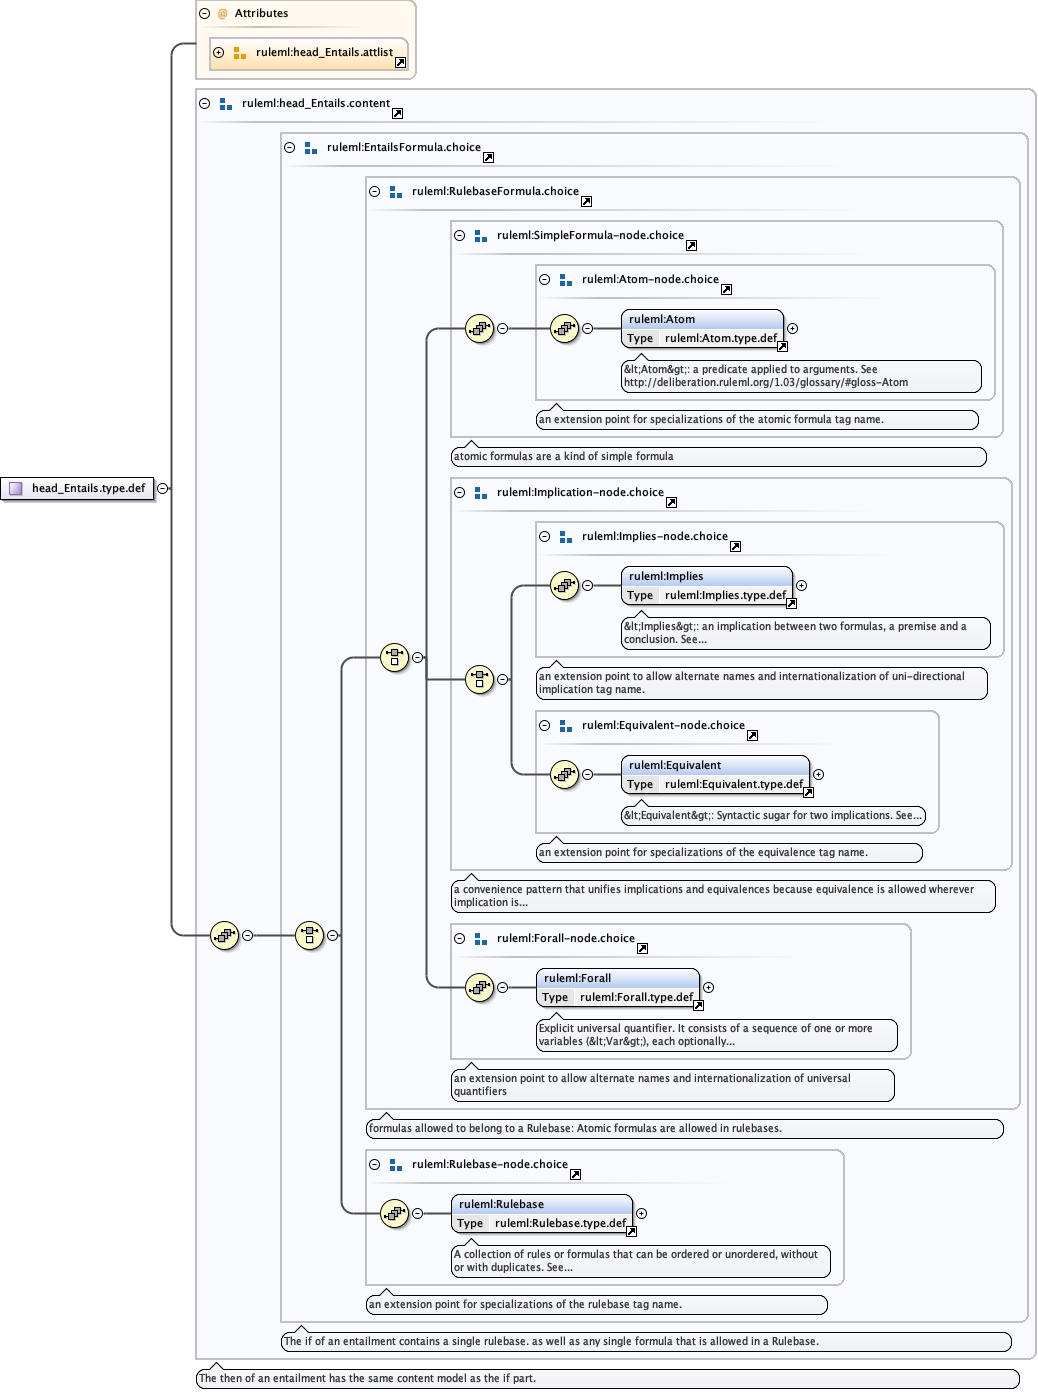 @ Attributes
ruleml:head_Entails.attlist
ruleml:head_Entails.content
ruleml:EntailsFormula.choice
ruleml:RulebaseFormula.choice
ruleml:SimpleFormula-node.choice
ruleml:Atom-node.choice
ruleml:Atom
Type ruleml:Atom.type.def
&lt;Atom&gt;: a predicate applied to arguments. See
http://deliberation.ruleml.org/1.03/glossary/#gloss-Atom
an extension point for specializations of the atomic formula tag name.
atomic formulas are a kind of simple formula
head_Entails.type.def
ruleml:Implication-node.choice
ruleml:Implies-node.choice
ruleml:Implies
Type ruleml:Implies.type.def
&lt;Implies&gt;: an implication between two formulas, a premise and a
conclusion. See...
an extension point to allow alternate names and internationalization of uni-directional
implication tag name.
ruleml:Equivalent-node.choice
ruleml:Equivalent
Type ruleml:Equivalent.type.def
&lt;Equivalent&gt;: Syntactic sugar for two implications. See...
an extension point for specializations of the equivalence tag name.
a convenience pattern that unifies implications and equivalences because equivalence is allowed wherever
implication is...
ruleml:Forall-node.choice
ruleml:Forall
Type ruleml:Forall.type.def
Explicit universal quantifier. It consists of a sequence of one or more
variables (&lt;Var&gt;), each optionally...
an extension point to allow alternate names and internationalization of universal
quantifiers
formulas allowed to belong to a Rulebase: Atomic formulas are allowed in rulebases.
ruleml:Rulebase-node.choice
ruleml:Rulebase
Type ruleml:Rulebase.type.def
A collection of rules or formulas that can be ordered or unordered, without
or with duplicates. See...
an extension point for specializations of the rulebase tag name.
The if of an entailment contains a single rulebase. as well as any single formula that is allowed in a Rulebase.
The then of an entailment has the same content model as the if part.